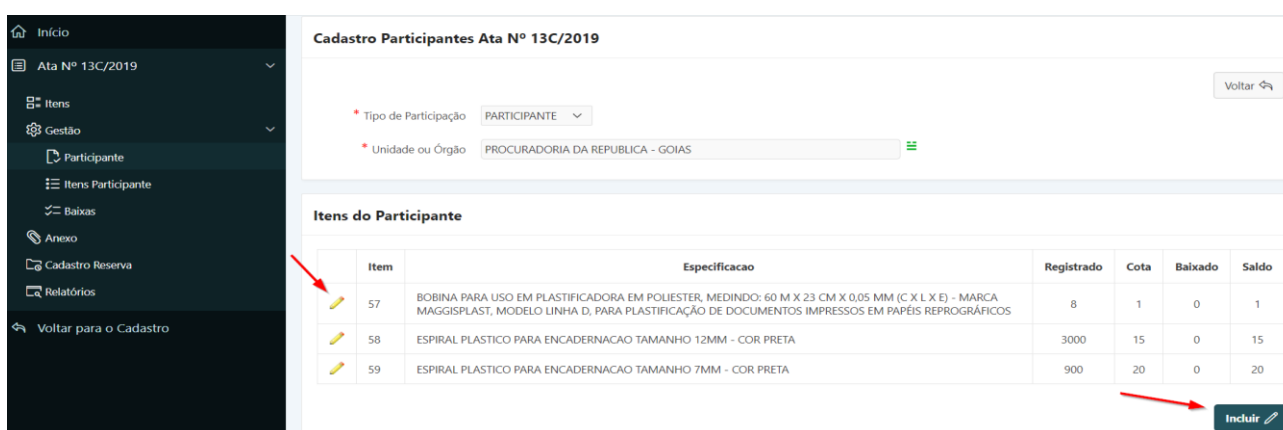 Início
Ata Nº 13C/2019
Itens
Gestão
Participante
Itens Participante
Baixas
Anexo
Cadastro Reserva
Relatórios
Voltar para o Cadastro
Cadastro Participantes Ata Nº 13C/2019
Voltar
* Tipo de Participação PARTICIPANTE
* Unidade ou Órgão PROCURADORIA DA REPUBLICA - GOIAS
Itens do Participante
Item Especificacao Registrado Cota Baixado Saldo
57 BOBINA PARA USO EM PLASTIFICADORA EM POLIESTER, MEDINDO: 60 M X 23 CM X 0,05 MM (C X L X E) - MARCA
MAGGISPLAST, MODELO LINHA D, PARA PLASTIFICAÇÃO DE DOCUMENTOS IMPRESSOS EM PAPÉIS REPROGRÁFICOS 8 1 0 1
58 ESPIRAL PLASTICO PARA ENCADERNACAO TAMANHO 12MM - COR PRETA 3000 15 0 15
59 ESPIRAL PLASTICO PARA ENCADERNACAO TAMANHO 7MM - COR PRETA 900 20 0 20
Incluir